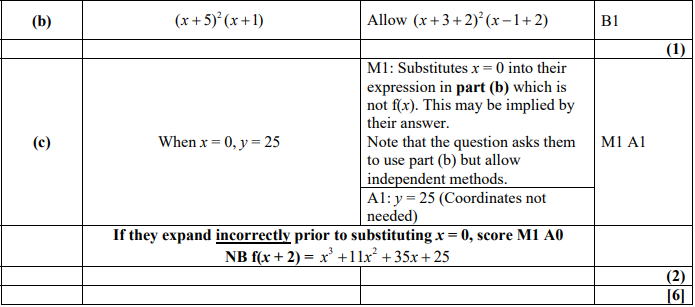 (b) (x+5)²(x+1) Allow (x+3+2)²(x−1+2) B1
(1)
M1: Substitutes x = 0 into their
expression in part (b) which is
not f(x). This may be implied by
their answer.
(c) When x = 0, y = 25 Note that the question asks them M1 A1
to use part (b) but allow
independent methods.
A1: y = 25 (Coordinates not
needed)
If they expand incorrectly prior to substituting x = 0, score M1 A0
NB f(x + 2) = x³ +11x² +35x+25
(2)
[6]